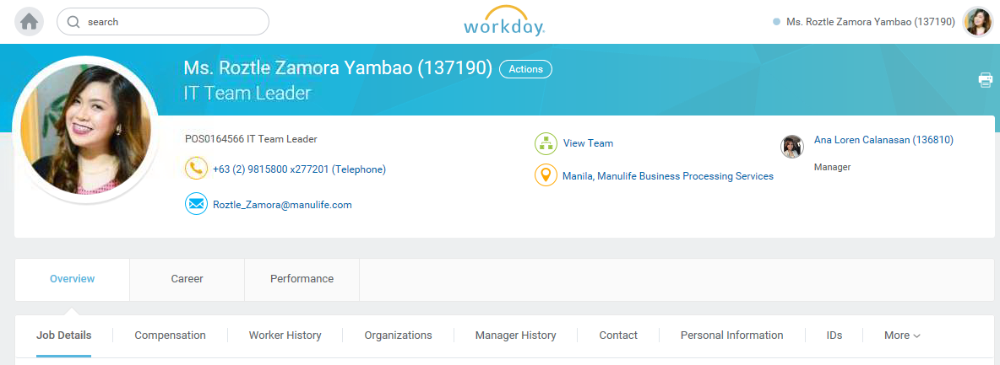 search
workday.
Ms. Roztle Zamora Yambao (137190)
Ms. Roztle Zamora Yambao (137190)
Actions
IT Team Leader
POS0164566 IT Team Leader
+63 (2) 9815800 x277201 (Telephone)
Roztle_Zamora@manulife.com
View Team
Manila, Manulife Business Processing Services
Ana Loren Calanasan (136810)
Manager
Overview
Career
Performance
Job Details
Compensation
Worker History
Organizations
Manager History
Contact
Personal Information
IDs
More